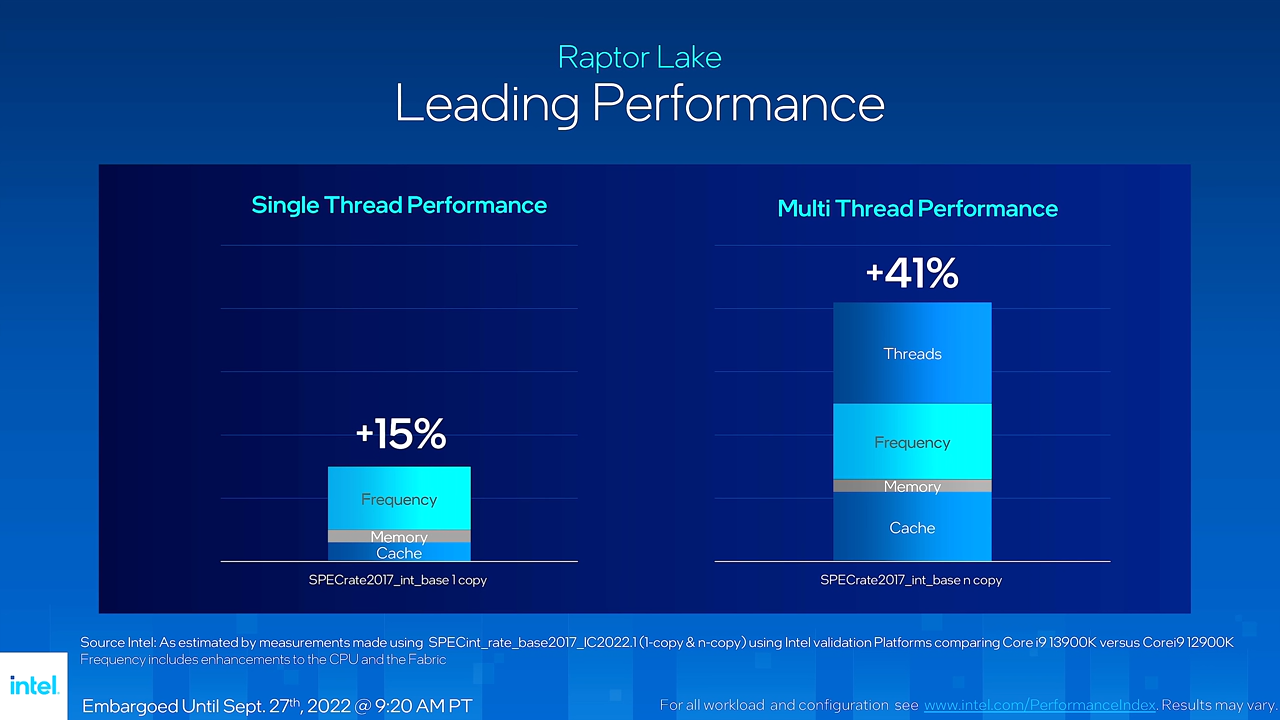 Raptor Lake
Leading Performance
Single Thread Performance
+15%
Frequency
Memory
Cache
SPECrate2017_int_base 1 copy
Multi Thread Performance
+41%
Threads
Frequency
Memory
Cache
SPECrate2017_int_base n copy
Source Intel: As estimated by measurements made using SPECint_rate_base2017_IC2022.1 (1-copy & n-copy) using Intel validation Platforms comparing Core i9 13900K versus Corei9 12900K
Frequency includes enhancements to the CPU and the Fabric
intel.
Embargoed Until Sept. 27th, 2022 @ 9:20 AM PT
For all workload and configuration see www.intel.com/PerformanceIndex. Results may vary.